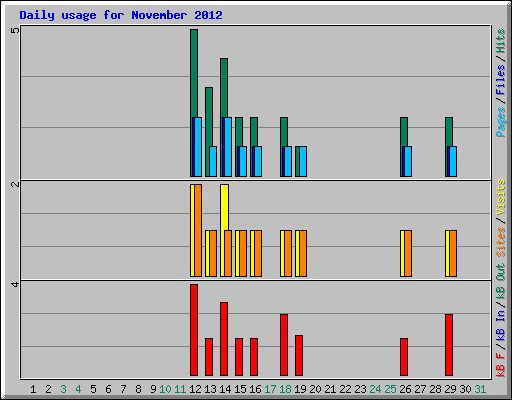 Daily usage for November 2012
5
2
4
Pages/Files/Hits
Sites/Visits
kB F/kB In/kB Out
1 2 3 4 5 6 7 8 9 10 11 12 13 14 15 16 17 18 19 20 21 22 23 24 25 26 27 28 29 30 31